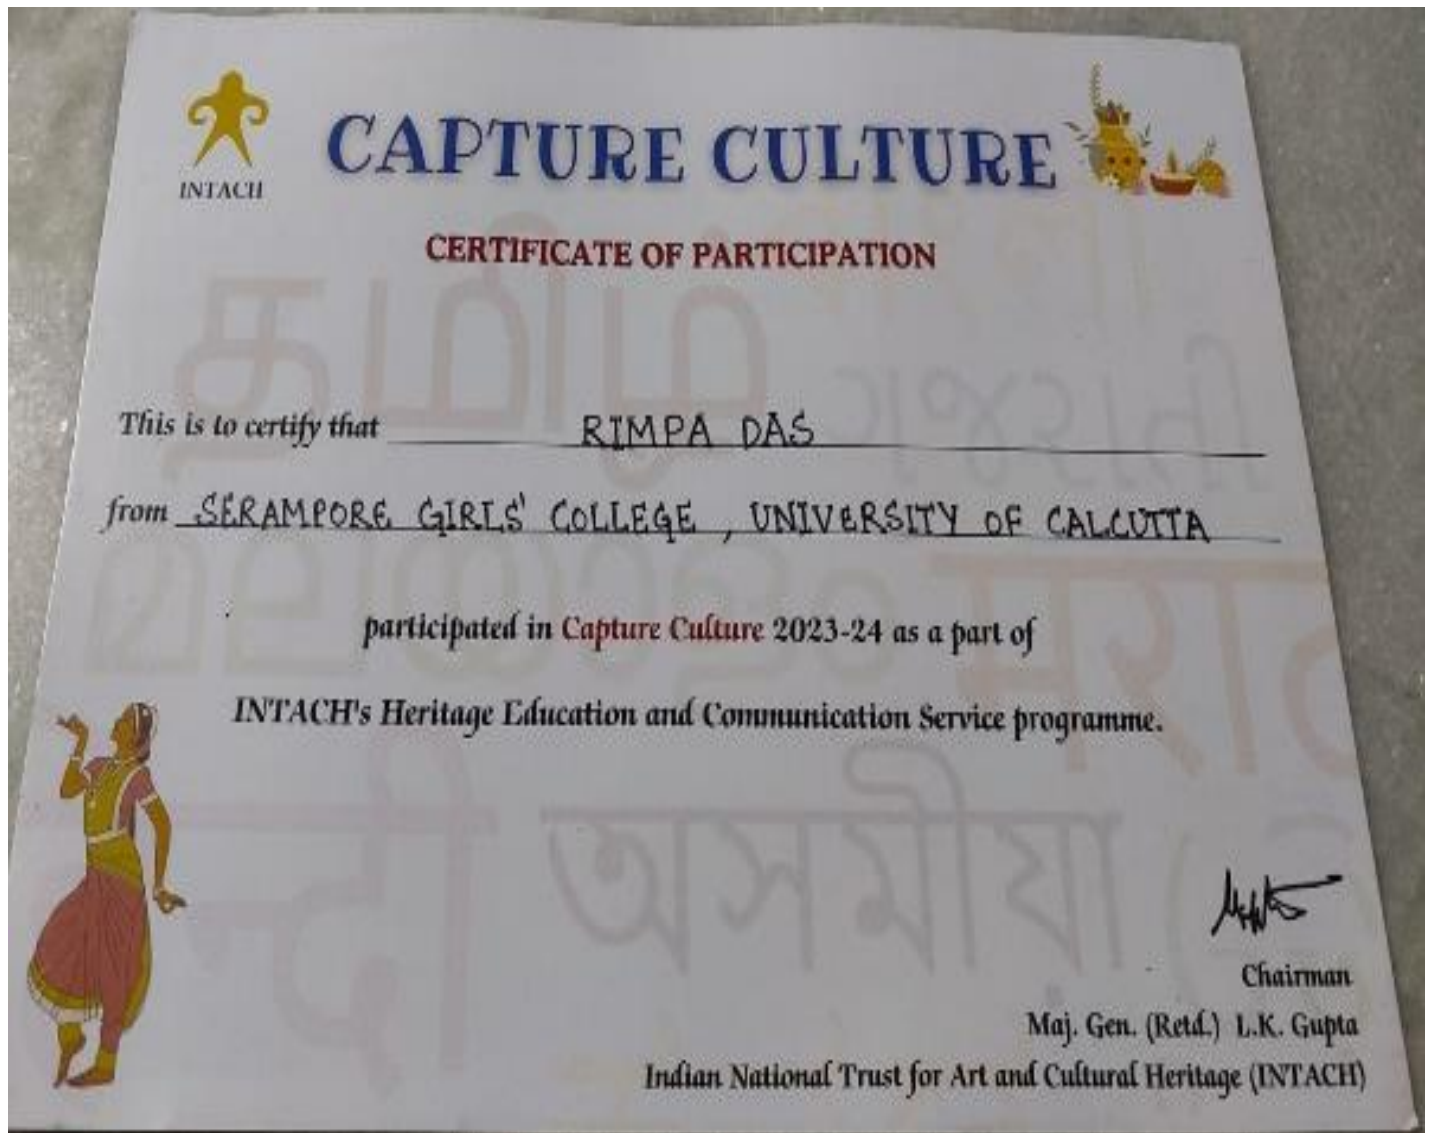 INTACH
CAPTURE CULTURE
CERTIFICATE OF PARTICIPATION
தமிழ்
This is to certify that RIMPA DAS
from SERAMPORE GIRLS' COLLEGE, UNIVERSITY OF CALCUTTA
participated in Capture Culture 2023-24 as a part of
INTACH's Heritage Education and Communication Service programme.
অসমীয়া
Chairman
Maj. Gen. (Retd.) L.K. Gupta
Indian National Trust for Art and Cultural Heritage (INTACH)